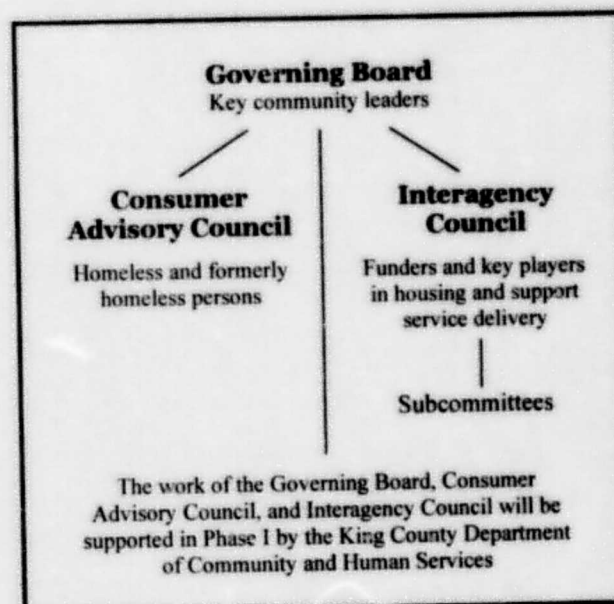 Governing Board
Key community leaders
Consumer
Advisory Council
Homeless and formerly
homeless persons
Interagency
Council
Funders and key players
in housing and support
service delivery
Subcommittees
The work of the Governing Board, Consumer
Advisory Council, and Interagency Council will be
supported in Phase I by the King County Department
of Community and Human Services